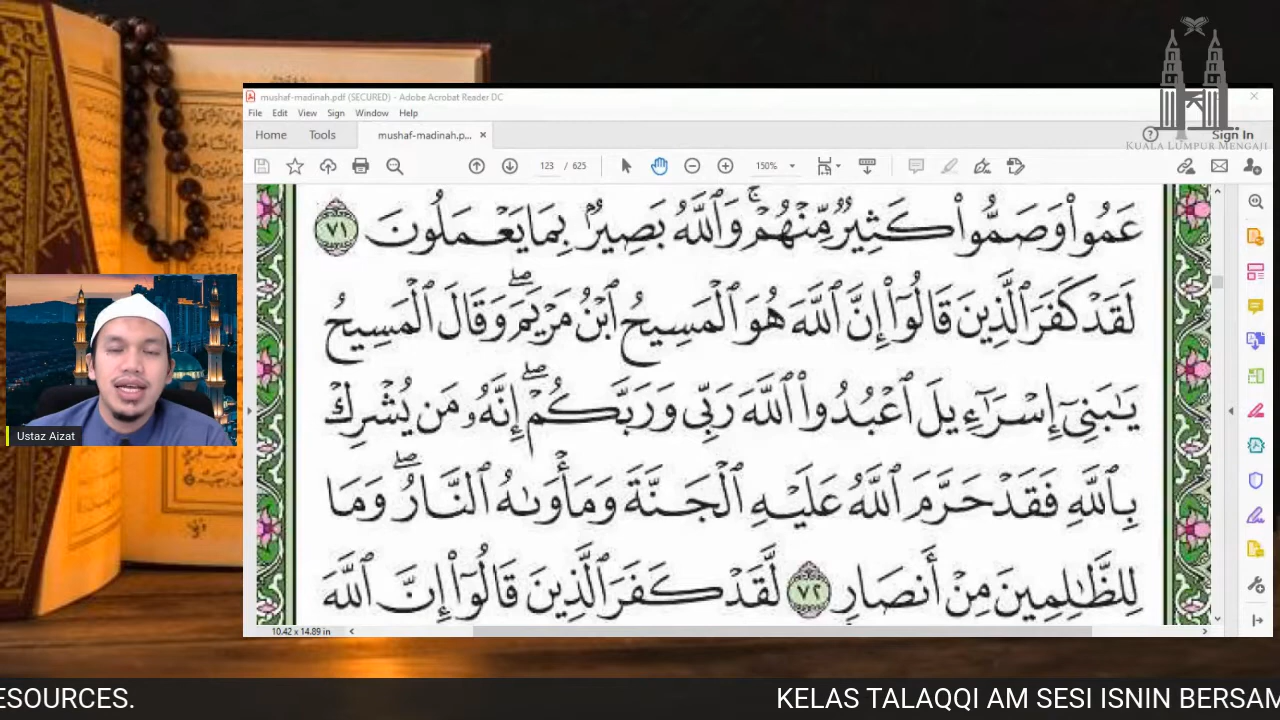 KUALA LUMPUR MENGAJI
mushaf-madinah.pdf (SECURED) - Adobe Acrobat Reader DC
File Edit View Sign Window Help
Home Tools mushaf-madinah.p... × Sign In
123 / 625 150%
عَمُوا۟ وَصَمُّوا۟ كَثِيرٌ مِّنْهُمْ ۚ وَٱللَّهُ بَصِيرٌۢ بِمَا يَعْمَلُونَ ٧١
لَقَدْ كَفَرَ ٱلَّذِينَ قَالُوٓا۟ إِنَّ ٱللَّهَ هُوَ ٱلْمَسِيحُ ٱبْنُ مَرْيَمَ ۖ وَقَالَ ٱلْمَسِيحُ
يَـٰبَنِىٓ إِسْرَٰٓءِيلَ ٱعْبُدُوا۟ ٱللَّهَ رَبِّى وَرَبَّكُمْ ۖ إِنَّهُۥ مَن يُشْرِكْ
بِٱللَّهِ فَقَدْ حَرَّمَ ٱللَّهُ عَلَيْهِ ٱلْجَنَّةَ وَمَأْوَىٰهُ ٱلنَّارُ ۖ وَمَا
لِلظَّـٰلِمِينَ مِنْ أَنصَارٍ ٧٢ لَّقَدْ كَفَرَ ٱلَّذِينَ قَالُوٓا۟ إِنَّ ٱللَّهَ
10.42 x 14.89 in
Ustaz Aizat
ESOURCES. KELAS TALAQQI AM SESI ISNIN BERSAM